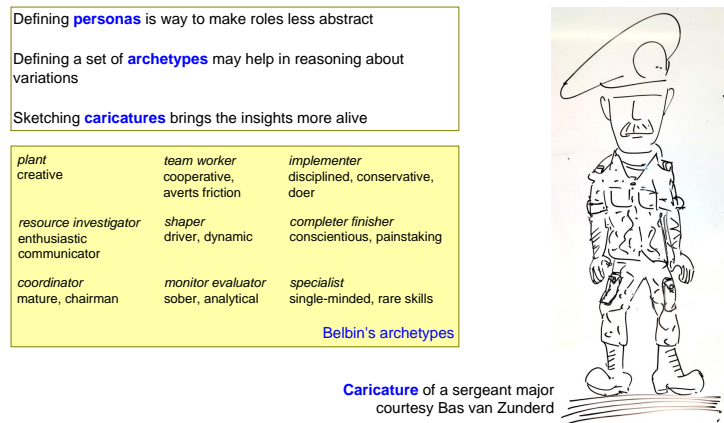 Defining personas is way to make roles less abstract
Defining a set of archetypes may help in reasoning about
variations
Sketching caricatures brings the insights more alive
plant
creative
team worker
cooperative,
averts friction
implementer
disciplined, conservative,
doer
resource investigator
enthusiastic
communicator
shaper
driver, dynamic
completer finisher
conscientious, painstaking
coordinator
mature, chairman
monitor evaluator
sober, analytical
specialist
single-minded, rare skills
Belbin's archetypes
Caricature of a sergeant major
courtesy Bas van Zunderd